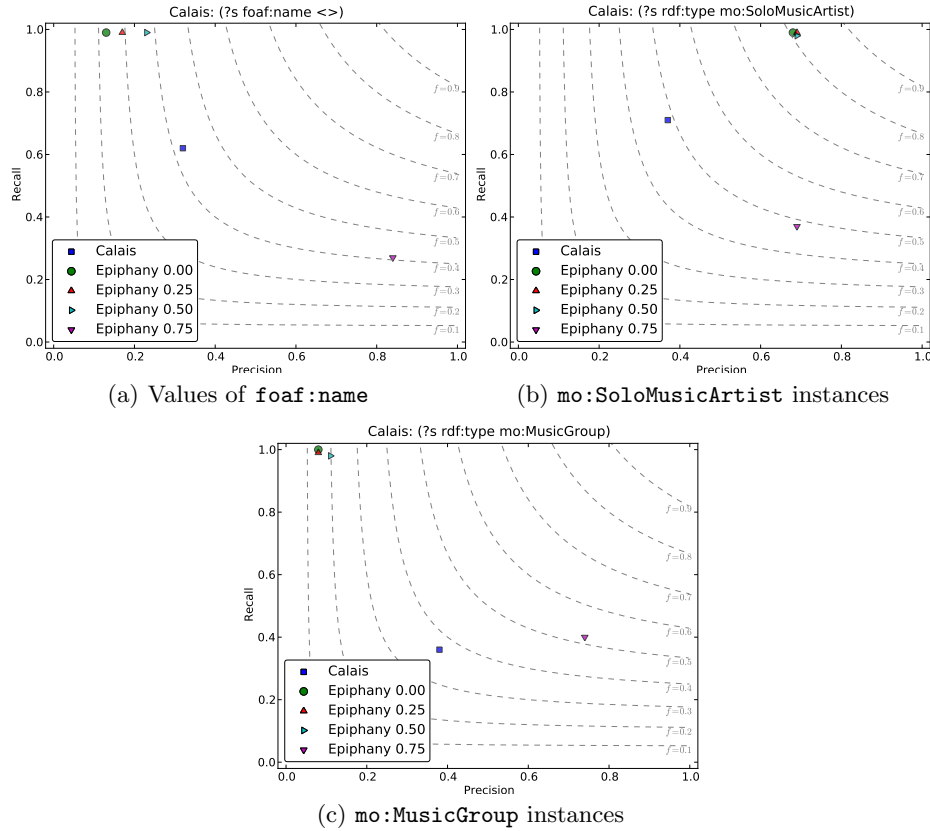 Calais: (?s foaf:name <>)
1.0
0.8
0.6
0.4
0.2
0.0
Recall
f=0.9
f=0.8
f=0.7
f=0.6
f=0.5
f=0.4
f=0.3
f=0.2
f=0.1
Calais
Epiphany 0.00
Epiphany 0.25
Epiphany 0.50
Epiphany 0.75
0.0 0.2 0.4 0.6 0.8 1.0
Precision
(a) Values of foaf:name
Calais: (?s rdf:type mo:SoloMusicArtist)
1.0
0.8
0.6
0.4
0.2
0.0
Recall
f=0.9
f=0.8
f=0.7
f=0.6
f=0.5
f=0.4
f=0.3
f=0.2
f=0.1
Calais
Epiphany 0.00
Epiphany 0.25
Epiphany 0.50
Epiphany 0.75
0.0 0.2 0.4 0.6 0.8 1.0
Precision
(b) mo:SoloMusicArtist instances
Calais: (?s rdf:type mo:MusicGroup)
1.0
0.8
0.6
0.4
0.2
0.0
Recall
f=0.9
f=0.8
f=0.7
f=0.6
f=0.5
f=0.4
f=0.3
f=0.2
f=0.1
Calais
Epiphany 0.00
Epiphany 0.25
Epiphany 0.50
Epiphany 0.75
0.0 0.2 0.4 0.6 0.8 1.0
Precision
(c) mo:MusicGroup instances